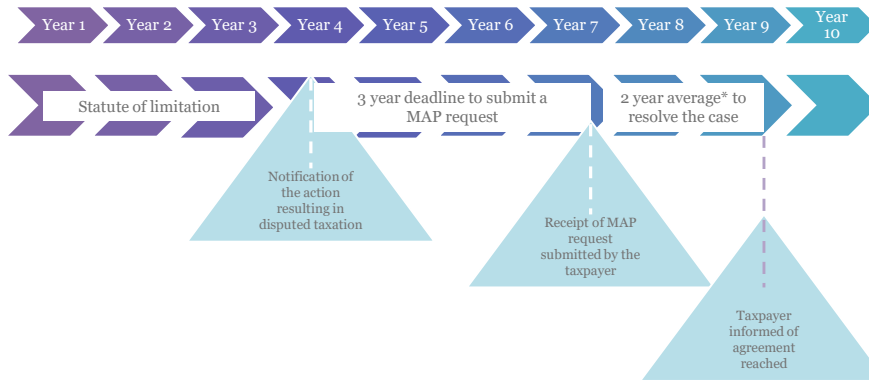 Year 1
Year 2
Year 3
Year 4
Year 5
Year 6
Year 7
Year 8
Year 9
Year
10
Statute of limitation
3 year deadline to submit a
MAP request
2 year average* to
resolve the case
Notification of
the action
resulting in
disputed taxation
Receipt of MAP
request
submitted by the
taxpayer
Taxpayer
informed of
agreement
reached